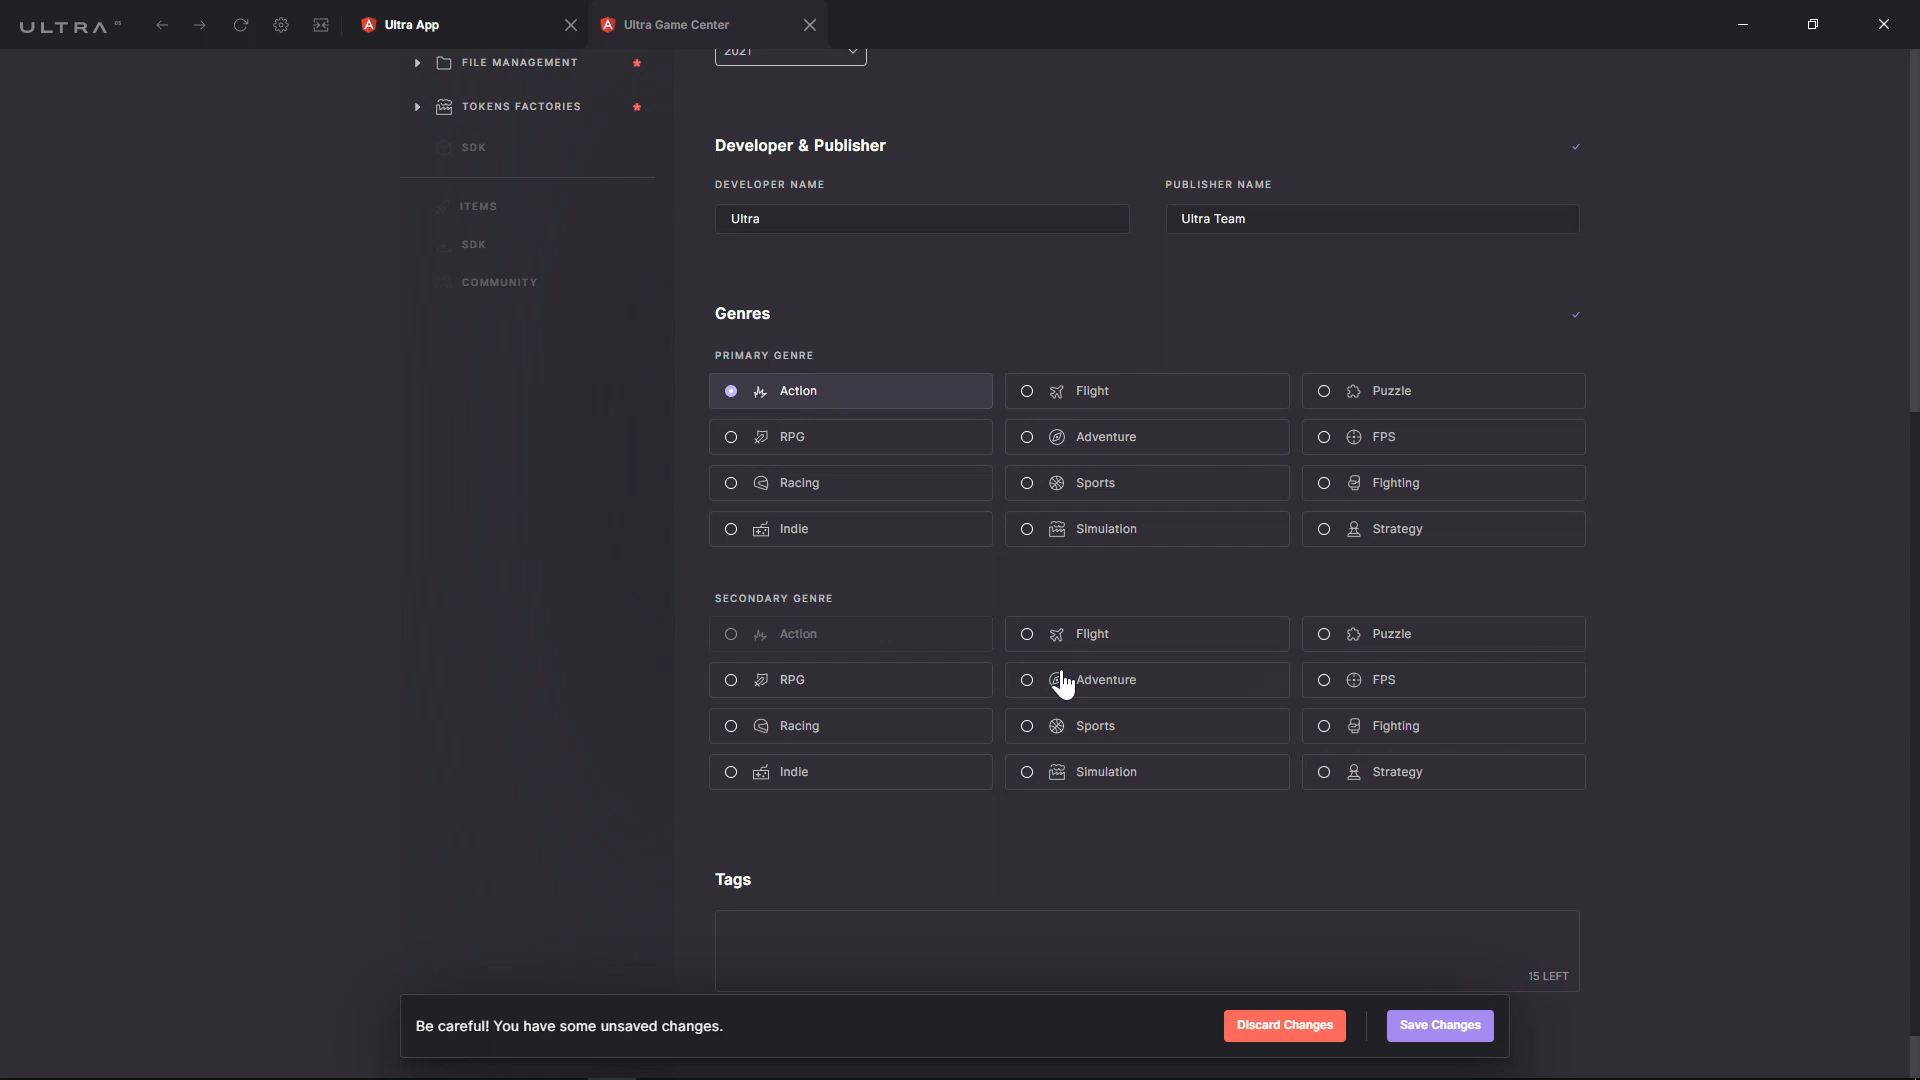 ULTRA OS
Ultra App
Ultra Game Center
2021
FILE MANAGEMENT *
TOKENS FACTORIES *
SDK
ITEMS
SDK
COMMUNITY
Developer & Publisher
DEVELOPER NAME
PUBLISHER NAME
Ultra
Ultra Team
Genres
PRIMARY GENRE
Action
Flight
Puzzle
RPG
Adventure
FPS
Racing
Sports
Fighting
Indie
Simulation
Strategy
SECONDARY GENRE
Action
Flight
Puzzle
RPG
Adventure
FPS
Racing
Sports
Fighting
Indie
Simulation
Strategy
Tags
15 LEFT
Be careful! You have some unsaved changes.
Discard Changes
Save Changes